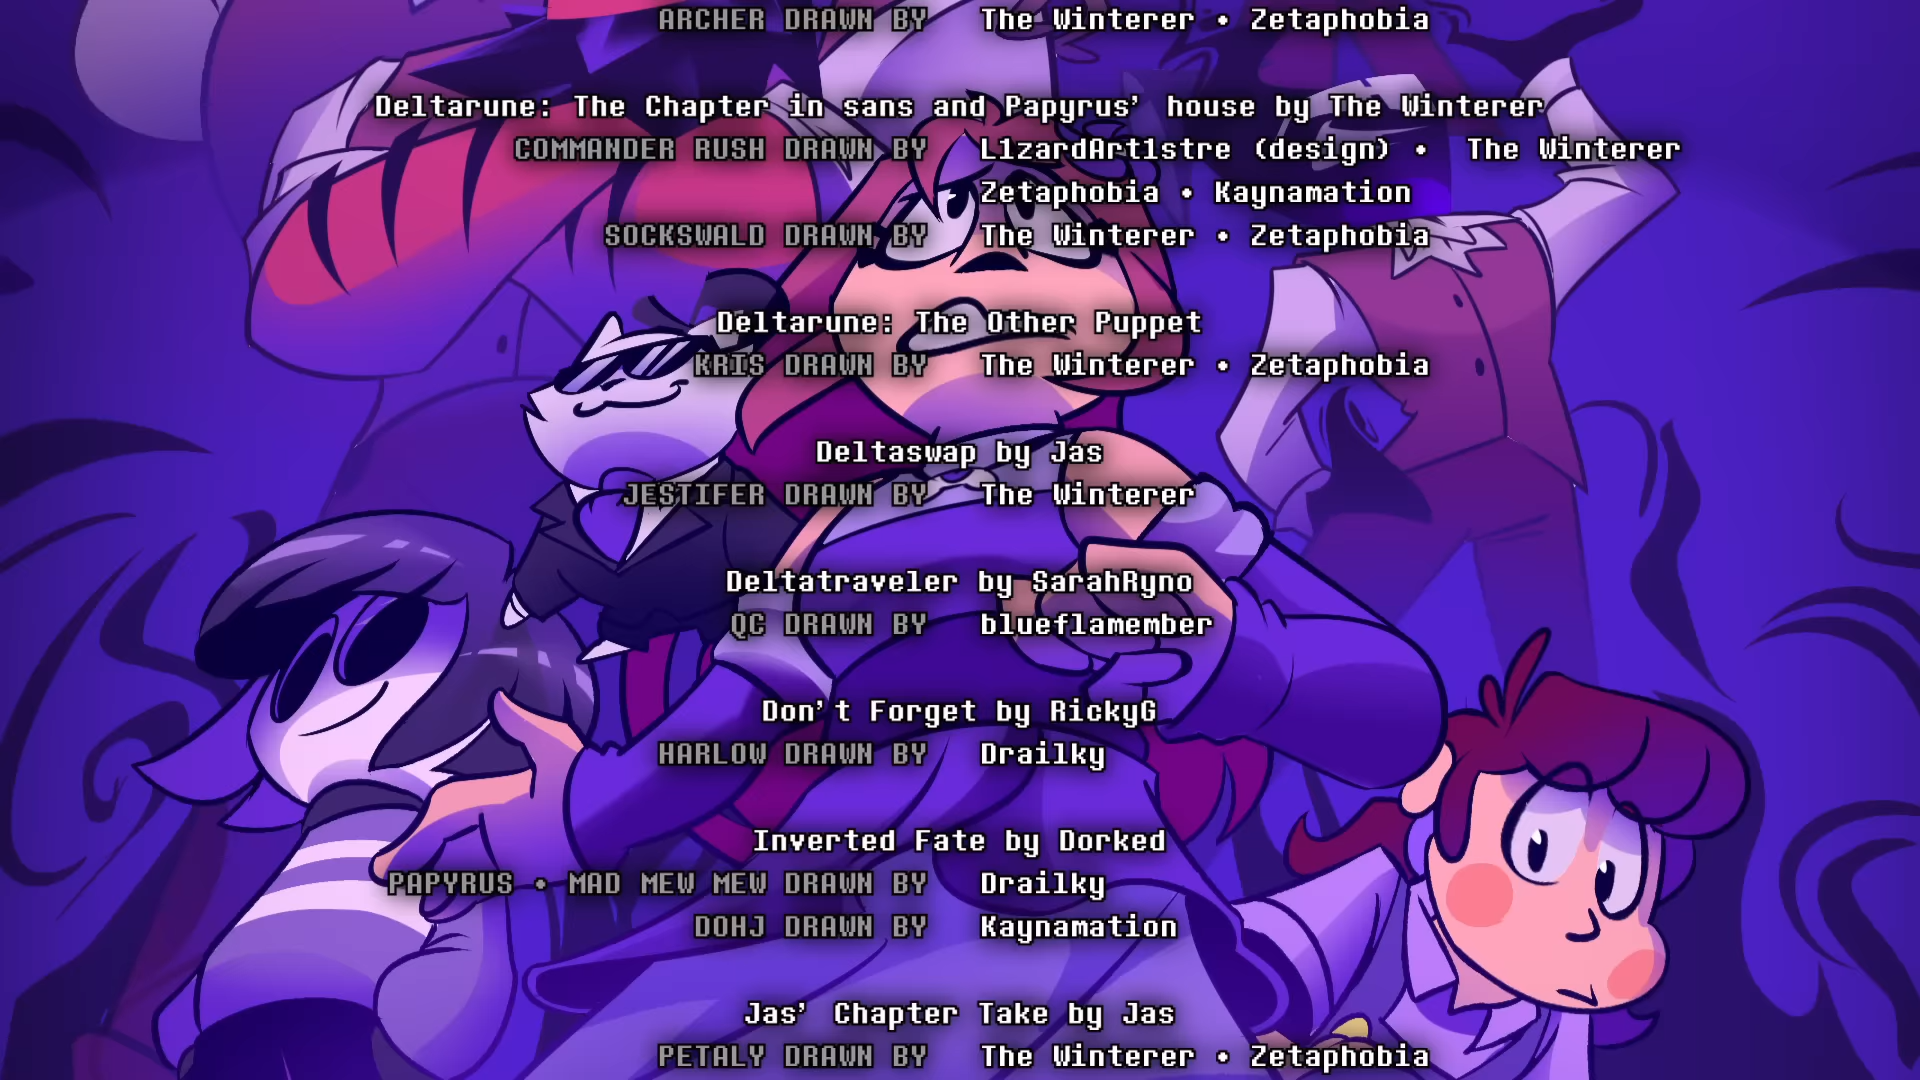 ARCHER DRAWN BY The Winterer • Zetaphobia
Deltarune: The Chapter in sans and Papyrus' house by The Winterer
COMMANDER RUSH DRAWN BY L1zardArt1stre (design) • The Winterer
Zetaphobia • Kaynamation
SOCKSWALD DRAWN BY The Winterer • Zetaphobia
Deltarune: The Other Puppet
KRIS DRAWN BY The Winterer • Zetaphobia
Deltaswap by Jas
JESTIFER DRAWN BY The Winterer
Deltatraveler by SarahRyno
QC DRAWN BY blueflamember
Don't Forget by RickyG
HARLOW DRAWN BY Drailky
Inverted Fate by Dorked
PAPYRUS • MAD MEW MEW DRAWN BY Drailky
DOHJ DRAWN BY Kaynamation
Jas' Chapter Take by Jas
PETALY DRAWN BY The Winterer • Zetaphobia